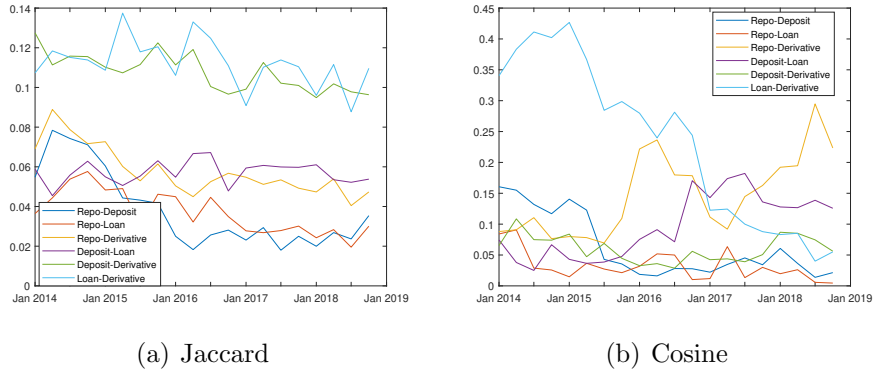 0.14
0.12
0.1
0.08
0.06
0.04
0.02
0
Jan 2014 Jan 2015 Jan 2016 Jan 2017 Jan 2018 Jan 2019
Repo-Deposit
Repo-Loan
Repo-Derivative
Deposit-Loan
Deposit-Derivative
Loan-Derivative
(a) Jaccard
0.45
0.4
0.35
0.3
0.25
0.2
0.15
0.1
0.05
0
Jan 2014 Jan 2015 Jan 2016 Jan 2017 Jan 2018 Jan 2019
Repo-Deposit
Repo-Loan
Repo-Derivative
Deposit-Loan
Deposit-Derivative
Loan-Derivative
(b) Cosine